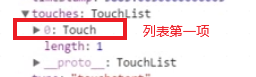 touches: TouchList
0: Touch 列表第一项
length: 1
__proto__: TouchList